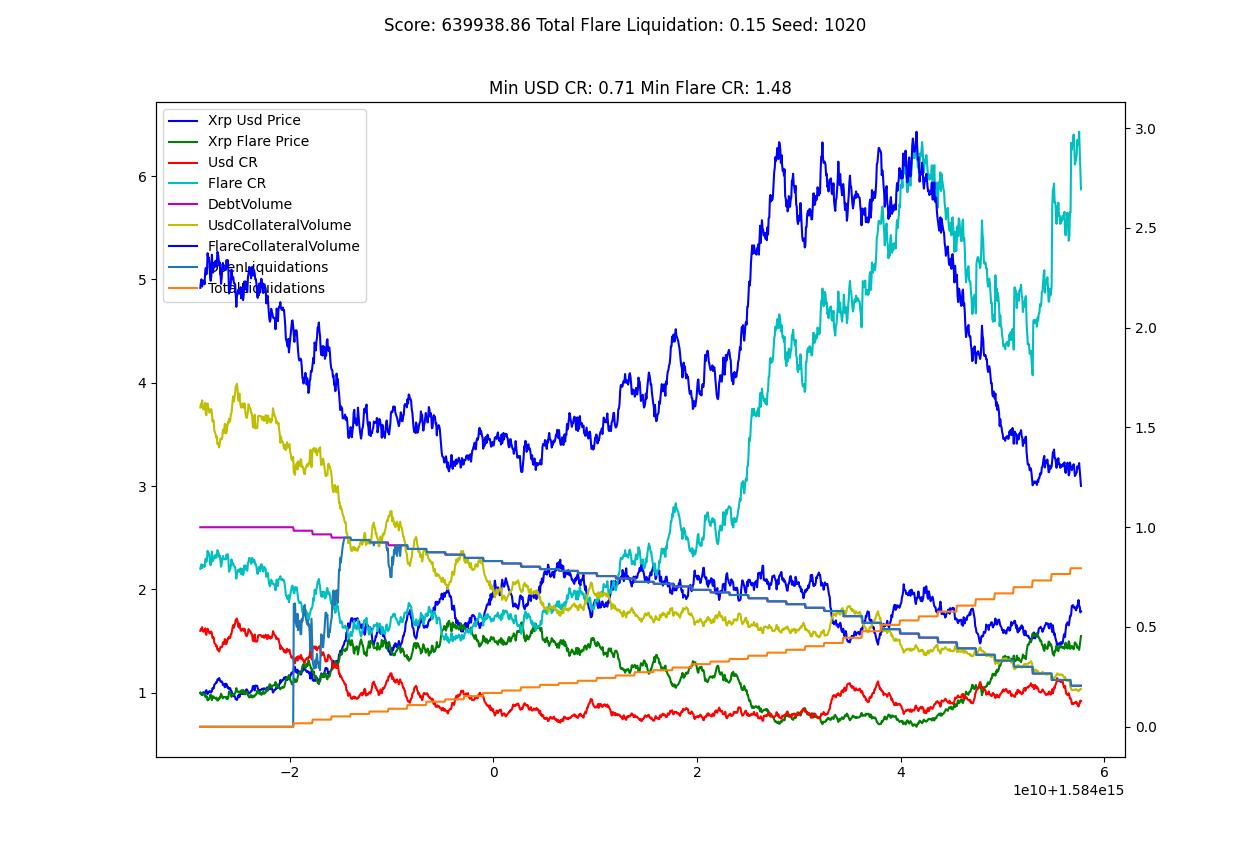 Score: 639938.86 Total Flare Liquidation: 0.15 Seed: 1020
Min USD CR: 0.71 Min Flare CR: 1.48
Xrp Usd Price
Xrp Flare Price
Usd CR
Flare CR
DebtVolume
UsdCollateralVolume
FlareCollateralVolume
OpenLiquidations
TotalLiquidations
6
5
4
3
2
1
3.0
2.5
2.0
1.5
1.0
0.5
0.0
−2 0 2 4 6
1e10+1.584e15